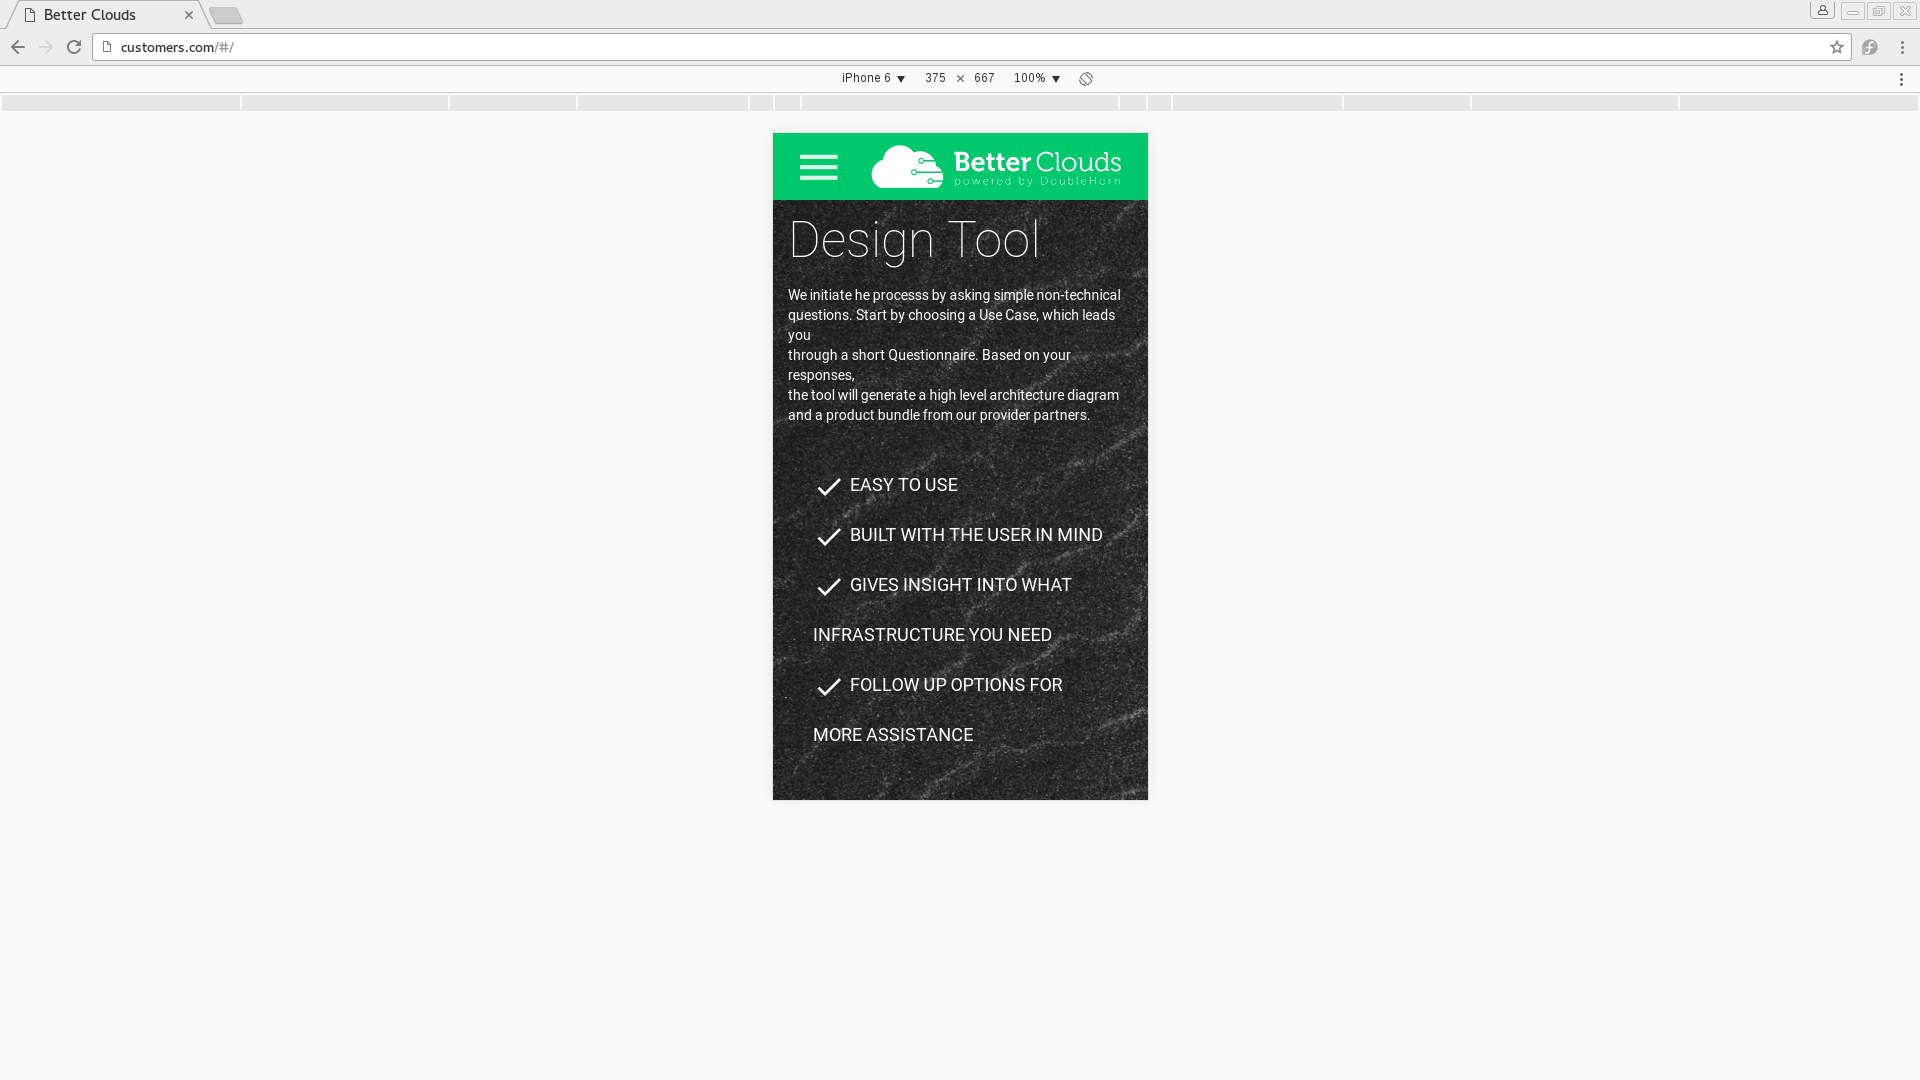 Better Clouds
customers.com/#/
iPhone 6 ▼ 375 × 667 100% ▼
Better Clouds
powered by DoubleHorn
Design Tool
We initiate he processs by asking simple non-technical
questions. Start by choosing a Use Case, which leads
you
through a short Questionnaire. Based on your
responses,
the tool will generate a high level architecture diagram
and a product bundle from our provider partners.
EASY TO USE
BUILT WITH THE USER IN MIND
GIVES INSIGHT INTO WHAT
INFRASTRUCTURE YOU NEED
FOLLOW UP OPTIONS FOR
MORE ASSISTANCE